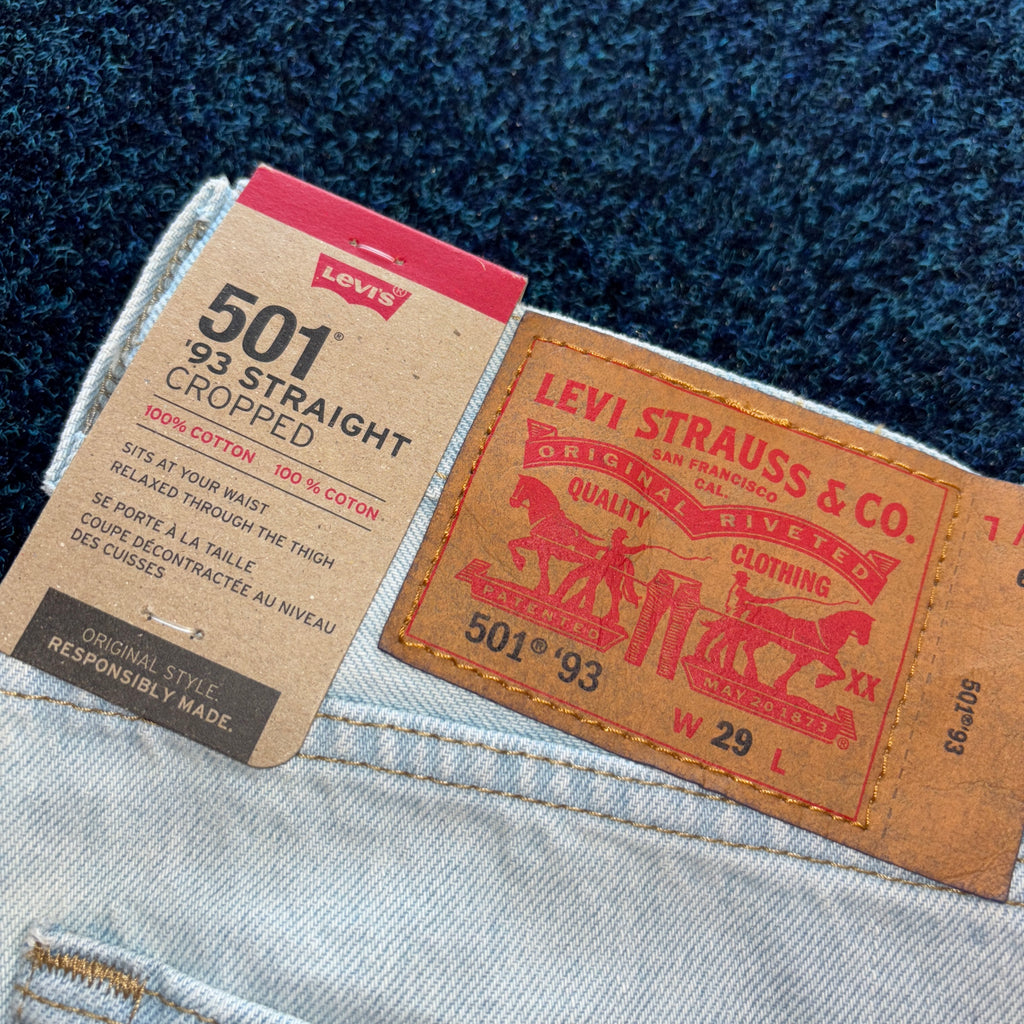 Levi's®
501®
'93 STRAIGHT
CROPPED
100% COTTON 100 % COTON
SITS AT YOUR WAIST
RELAXED THROUGH THE THIGH
SE PORTE À LA TAILLE
COUPE DÉCONTRACTÉE AU NIVEAU
DES CUISSES
ORIGINAL STYLE.
RESPONSIBLY MADE.
LEVI STRAUSS & CO.
SAN FRANCISCO
CAL.
ORIGINAL RIVETED
QUALITY
CLOTHING
PATENTED
MAY 20 1873
XX
®
501® '93
W 29 L
501®'93